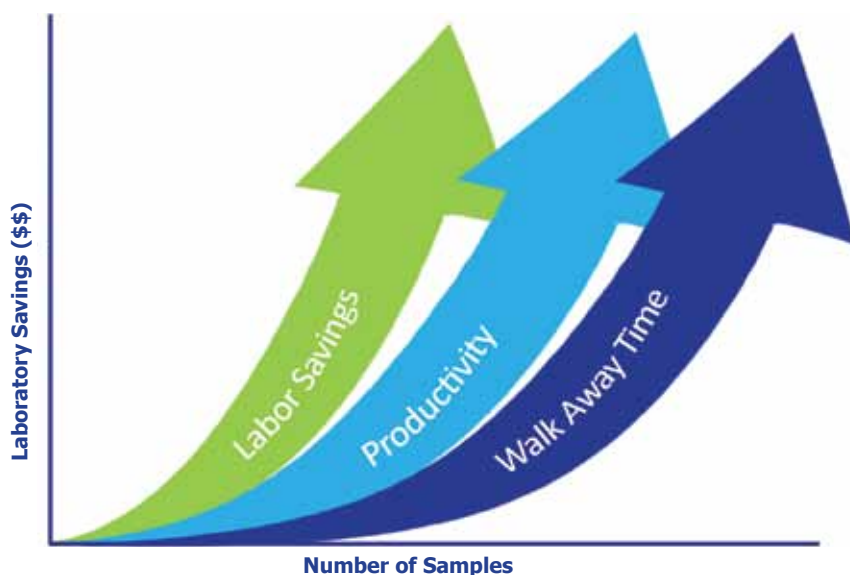 Laboratory Savings ($$)
Labor Savings
Productivity
Walk Away Time
Number of Samples